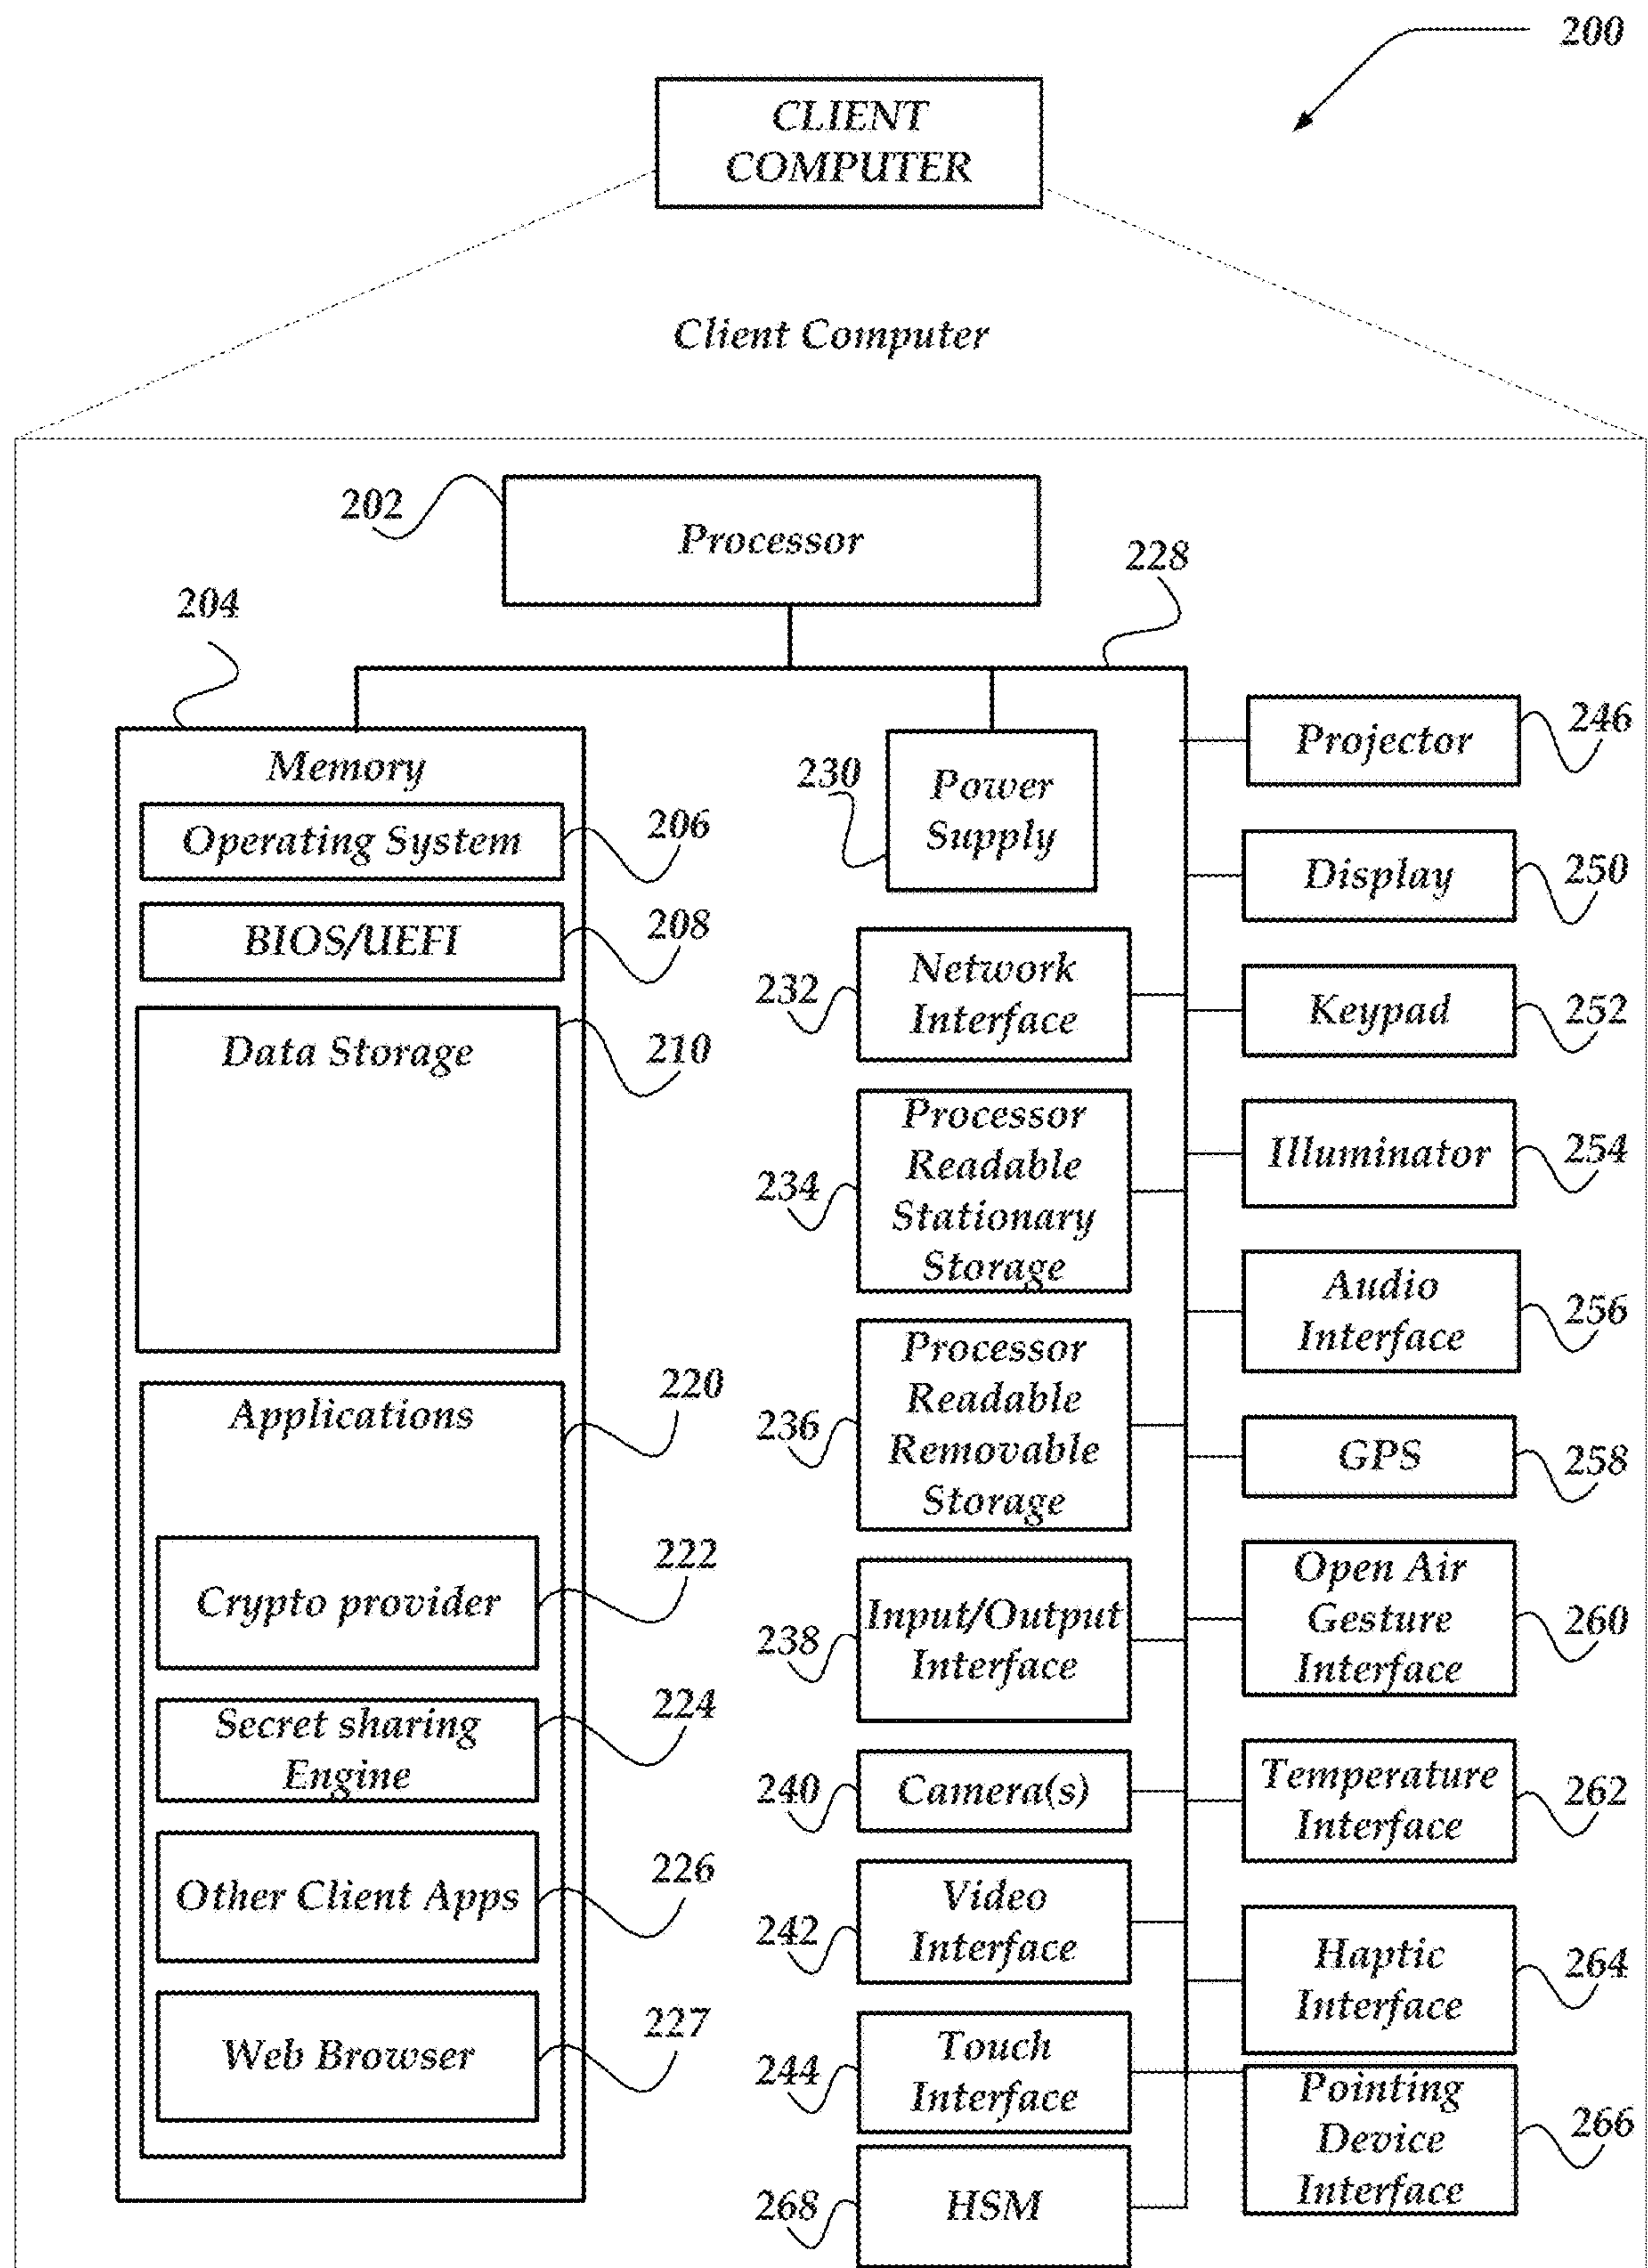 200
CLIENT
COMPUTER
Client Computer
202
Processor
228
204
Memory
Operating System
206
BIOS/UEFI
208
Data Storage
210
Applications
220
Crypto provider
222
Secret sharing
Engine
224
Other Client Apps
226
Web Browser
227
230
Power
Supply
232
Network
Interface
234
Processor
Readable
Stationary
Storage
236
Processor
Readable
Removable
Storage
238
Input/Output
Interface
240
Camera(s)
242
Video
Interface
244
Touch
Interface
268
HSM
Projector
246
Display
250
Keypad
252
Illuminator
254
Audio
Interface
256
GPS
258
Open Air
Gesture
Interface
260
Temperature
Interface
262
Haptic
Interface
264
Pointing
Device
Interface
266